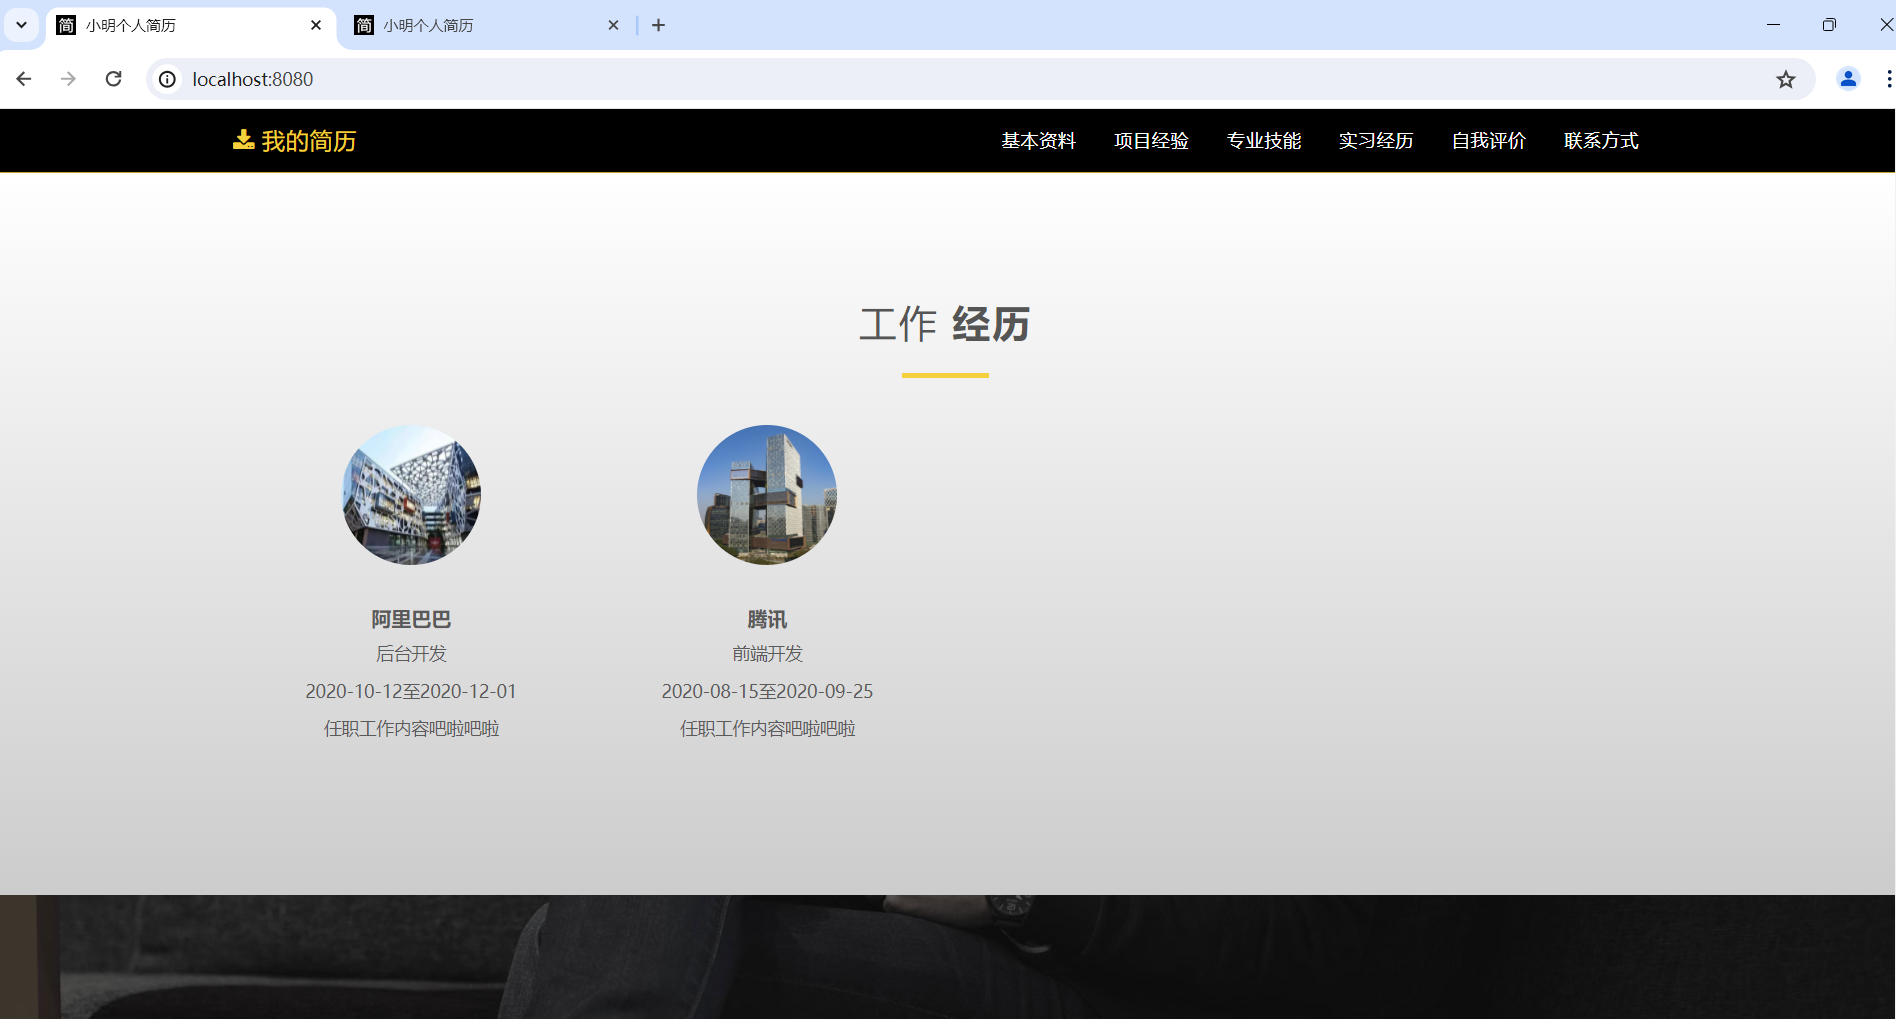 简 小明个人简历
简 小明个人简历
localhost:8080
我的简历
基本资料 项目经验 专业技能 实习经历 自我评价 联系方式
工作 经历
阿里巴巴
后台开发
2020-10-12至2020-12-01
任职工作内容吧啦吧啦
腾讯
前端开发
2020-08-15至2020-09-25
任职工作内容吧啦吧啦